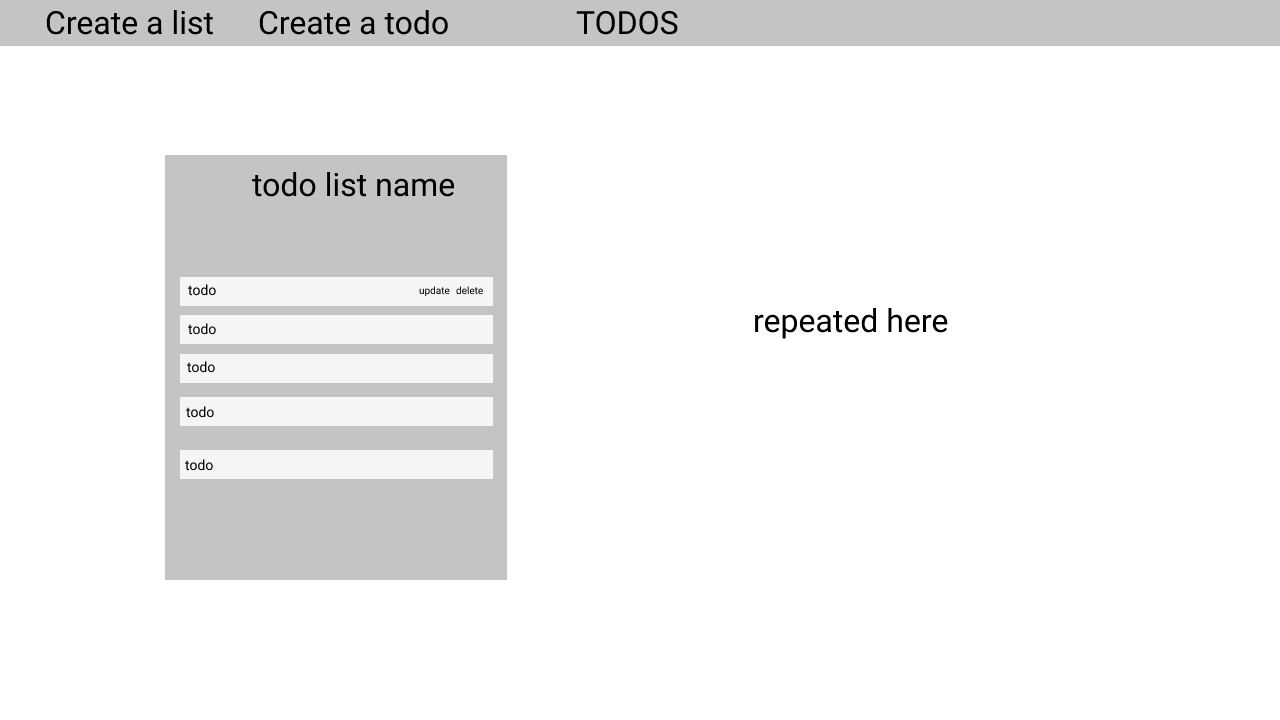 Create a list Create a todo TODOS
todo list name
todo update delete
todo
todo
todo
todo
repeated here